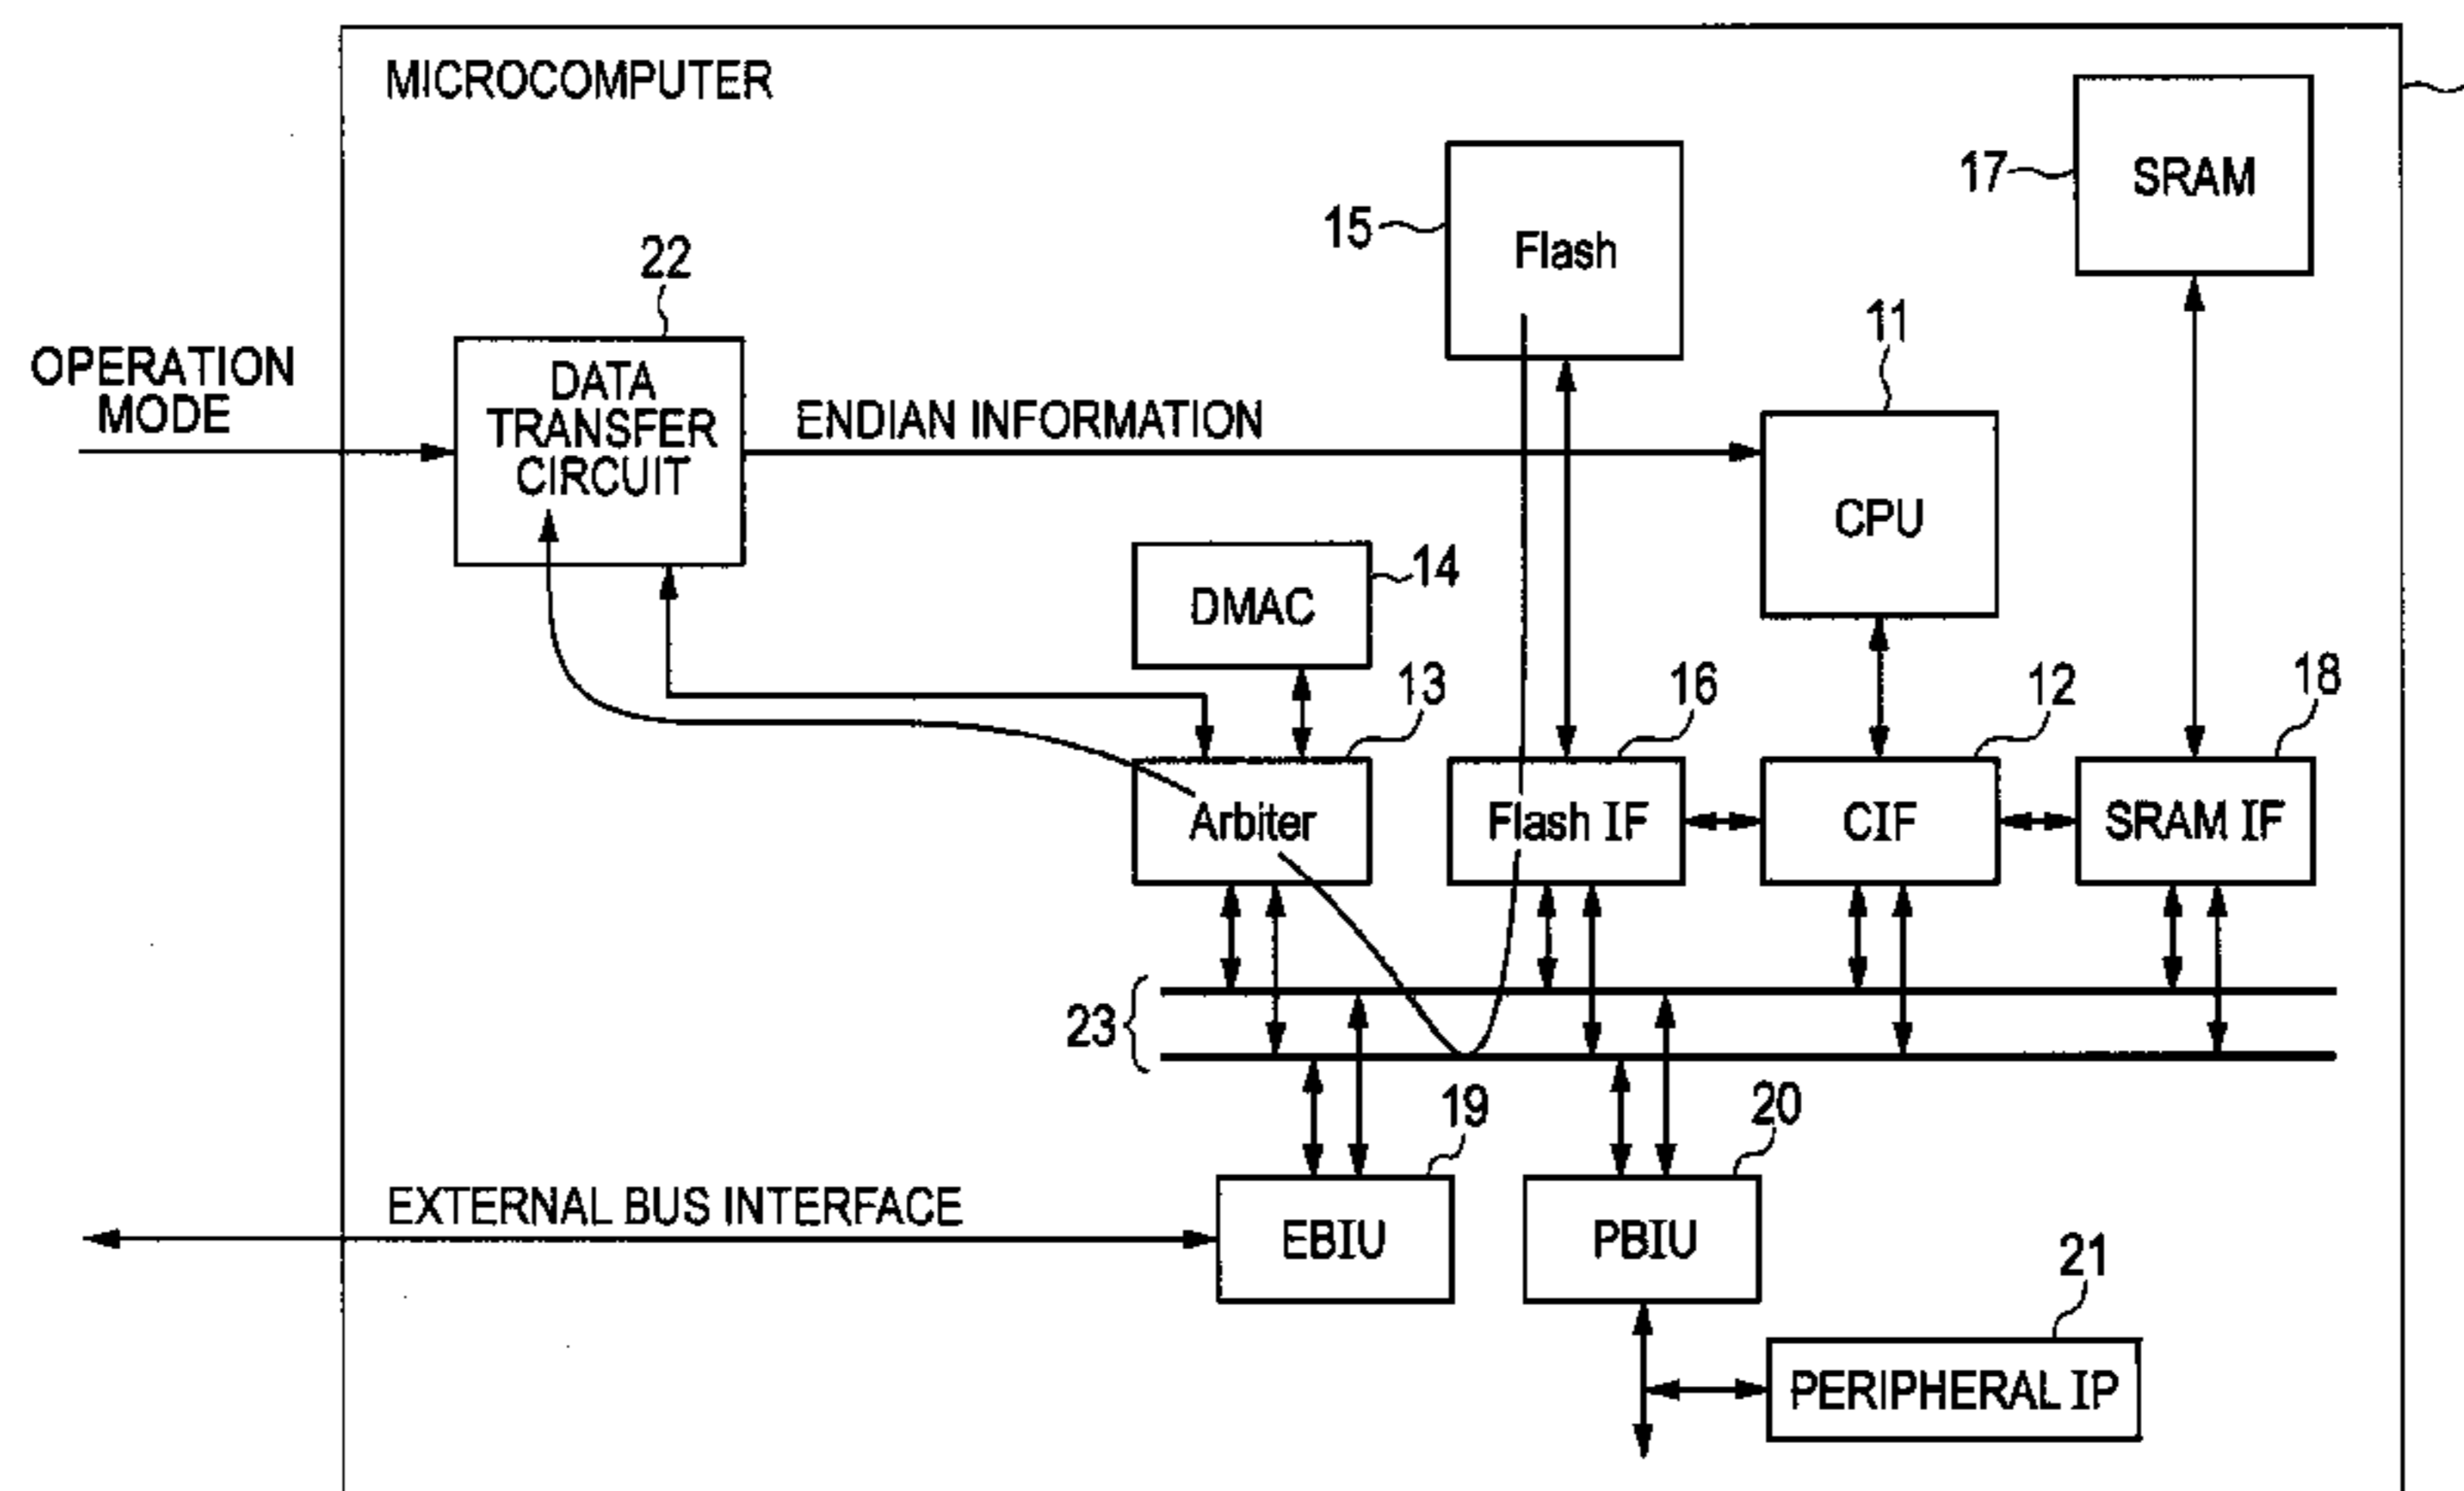 MICROCOMPUTER
17
SRAM
15
Flash
22
11
OPERATION
MODE
DATA
TRANSFER
CIRCUIT
ENDIAN INFORMATION
CPU
DMAC
14
13
16
12
18
Arbiter
Flash IF
CIF
SRAM IF
23
19
20
EXTERNAL BUS INTERFACE
EBIU
PBIU
21
PERIPHERAL IP